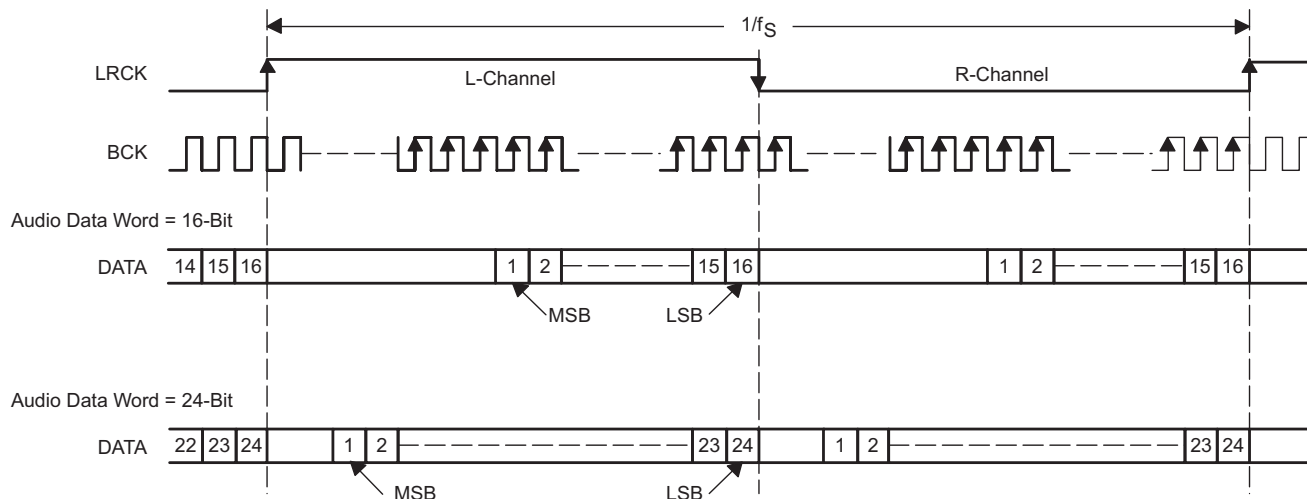 1/fS
LRCK
L-Channel
R-Channel
BCK
Audio Data Word = 16-Bit
DATA 14 15 16 1 2 15 16 1 2 15 16
MSB LSB
Audio Data Word = 24-Bit
DATA 22 23 24 1 2 23 24 1 2 23 24
MSB LSB